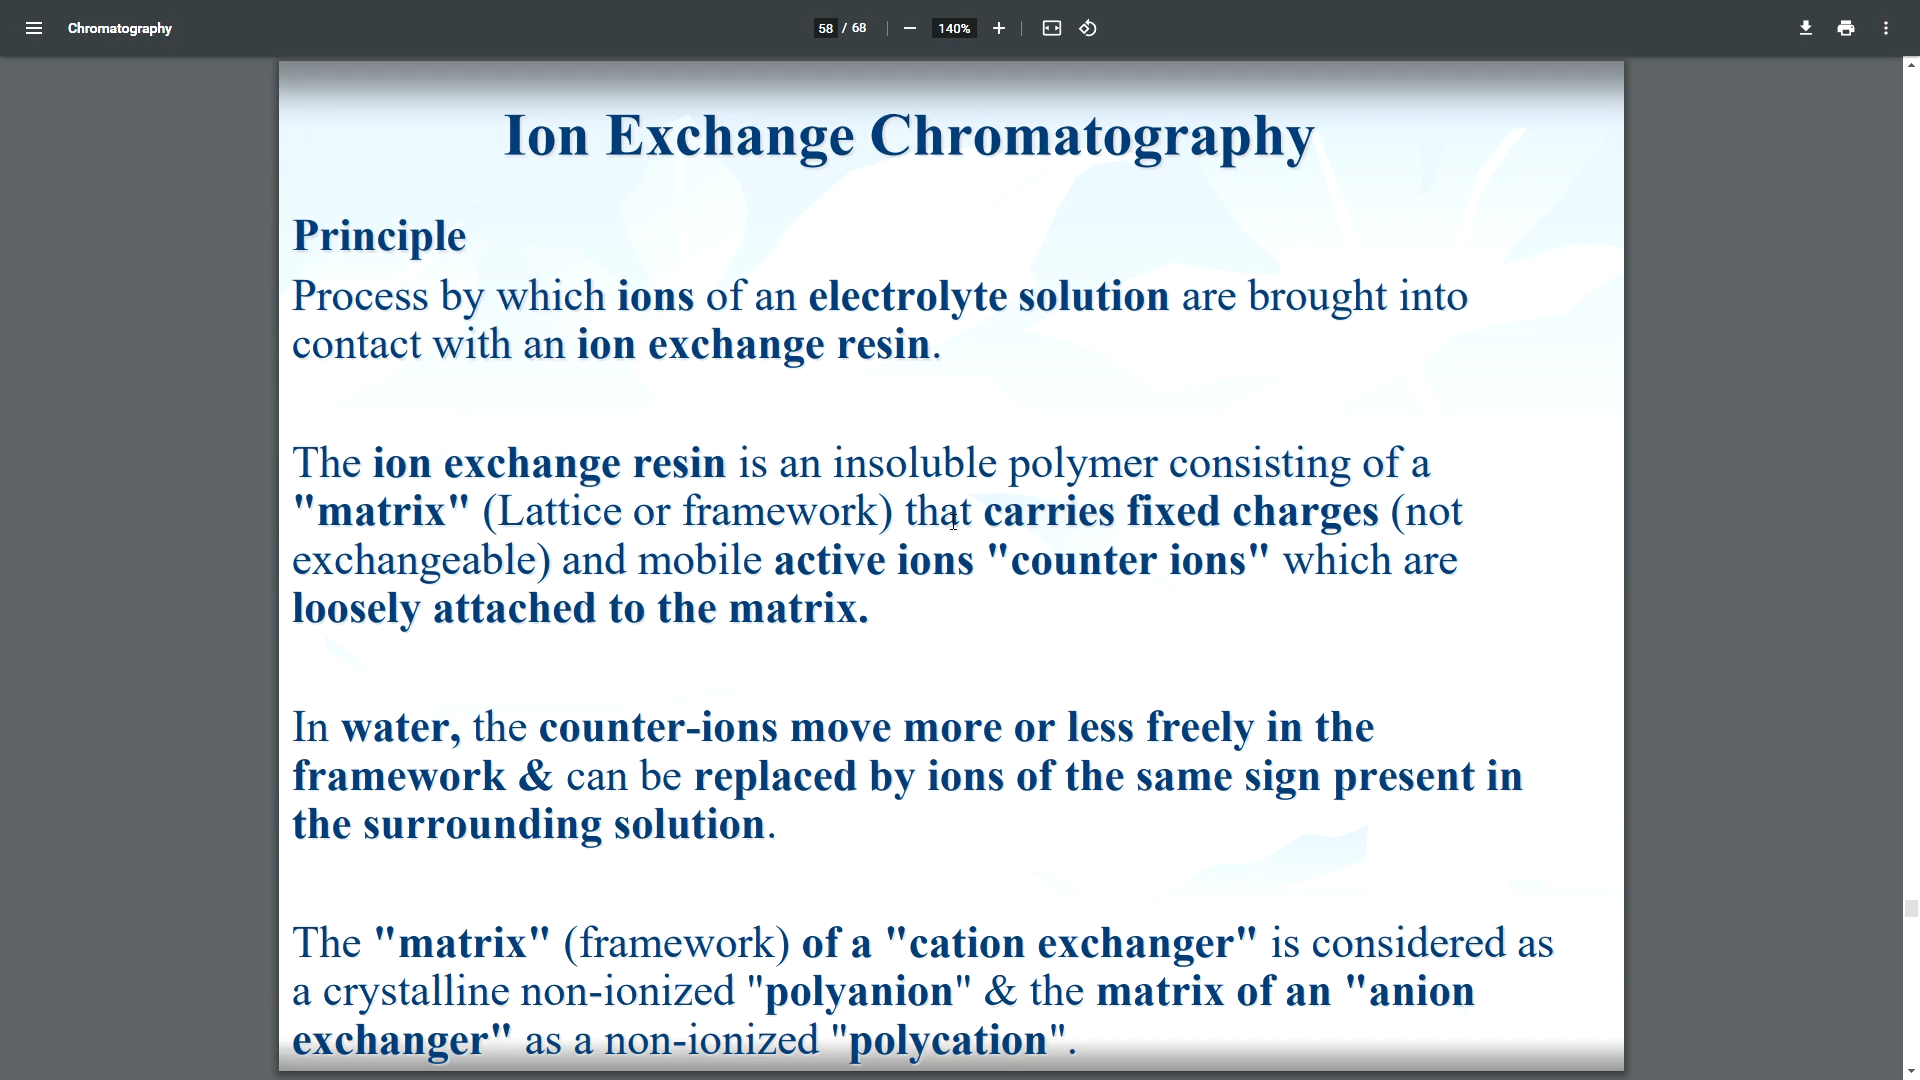 Chromatography
58 / 68
140%
Ion Exchange Chromatography
Principle
Process by which ions of an electrolyte solution are brought into
contact with an ion exchange resin.
The ion exchange resin is an insoluble polymer consisting of a
"matrix" (Lattice or framework) that carries fixed charges (not
exchangeable) and mobile active ions "counter ions" which are
loosely attached to the matrix.
In water, the counter-ions move more or less freely in the
framework & can be replaced by ions of the same sign present in
the surrounding solution.
The "matrix" (framework) of a "cation exchanger" is considered as
a crystalline non-ionized "polyanion" & the matrix of an "anion
exchanger" as a non-ionized "polycation".